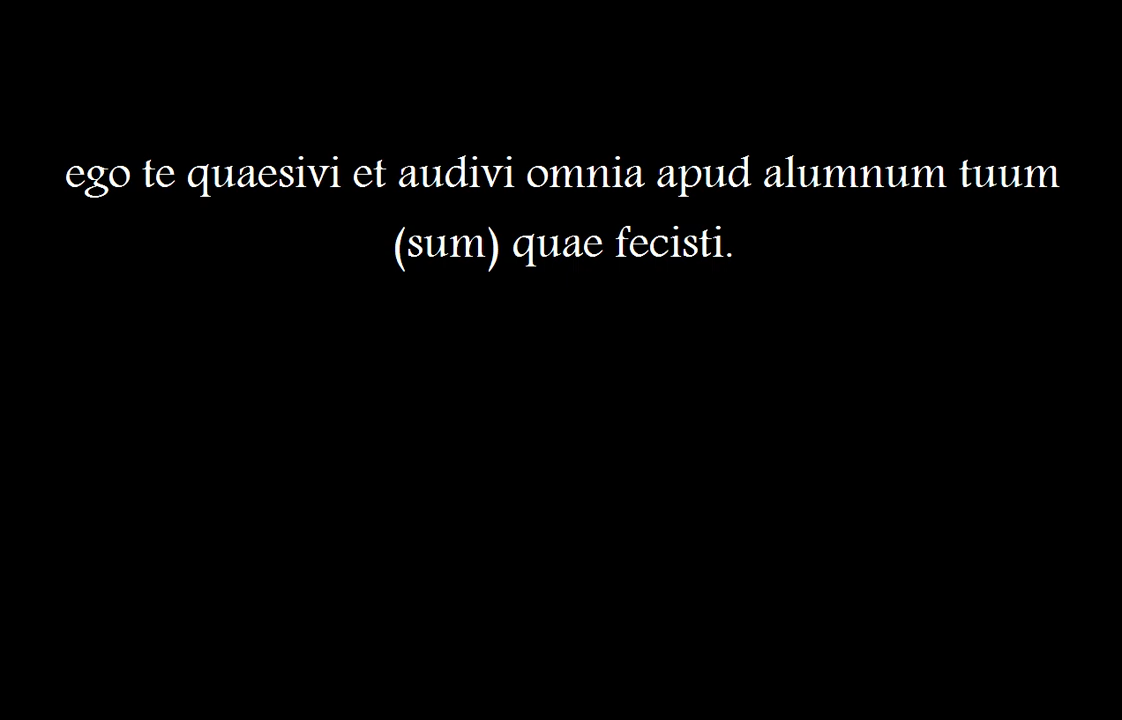 ego te quaesivi et audivi omnia apud alumnum tuum
(sum) quae fecisti.